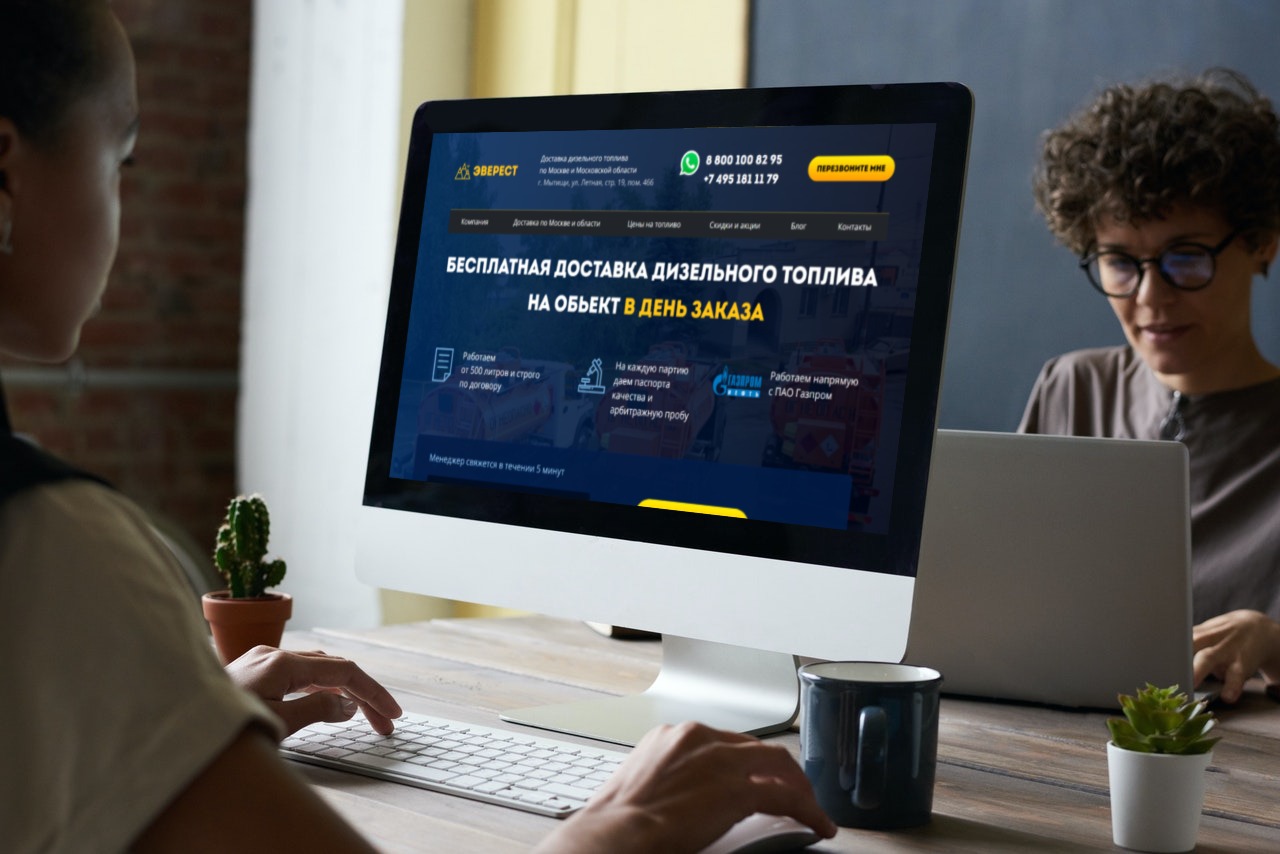 ЭВЕРЕСТ
Доставка дизельного топлива
по Москве и Московской области
г. Мытищи, ул. Летная, стр. 19, пом. 466
8 800 100 82 95
+7 495 181 11 79
ПЕРЕЗВОНИТЕ МНЕ
Компания Доставка по Москве и области Цены на топливо Скидки и акции Блог Контакты
БЕСПЛАТНАЯ ДОСТАВКА ДИЗЕЛЬНОГО ТОПЛИВА
НА ОБЬЕКТ В ДЕНЬ ЗАКАЗА
Работаем
от 500 литров и строго
по договору
На каждую партию
даем паспорта
качества и
арбитражную пробу
ГАЗПРОМ
НЕФТЬ
Работаем напрямую
с ПАО Газпром
Менеджер свяжется в течении 5 минут